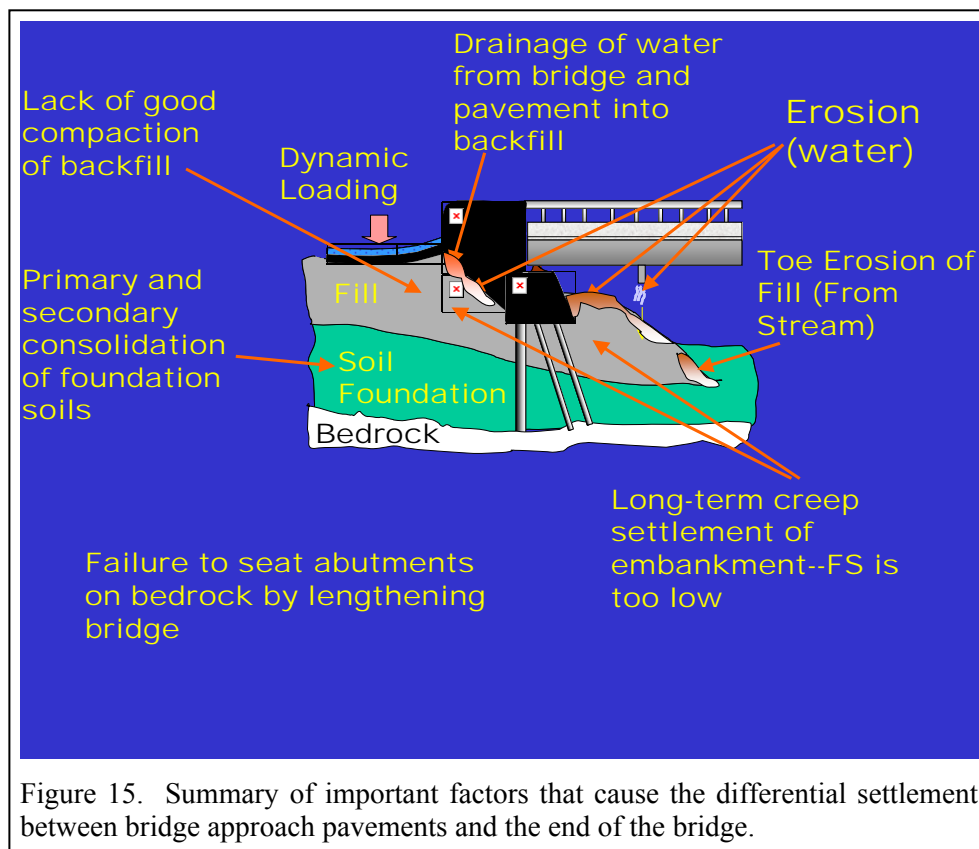 Lack of good
compaction
of backfill
Dynamic
Loading
Drainage of water
from bridge and
pavement into
backfill
Erosion
(water)
Primary and
secondary
consolidation
of foundation
soils
Fill
Soil
Foundation
Bedrock
Toe Erosion of
Fill (From
Stream)
Long-term creep
settlement of
embankment--FS is
too low
Failure to seat abutments
on bedrock by lengthening
bridge
Figure 15. Summary of important factors that cause the differential settlement
between bridge approach pavements and the end of the bridge.